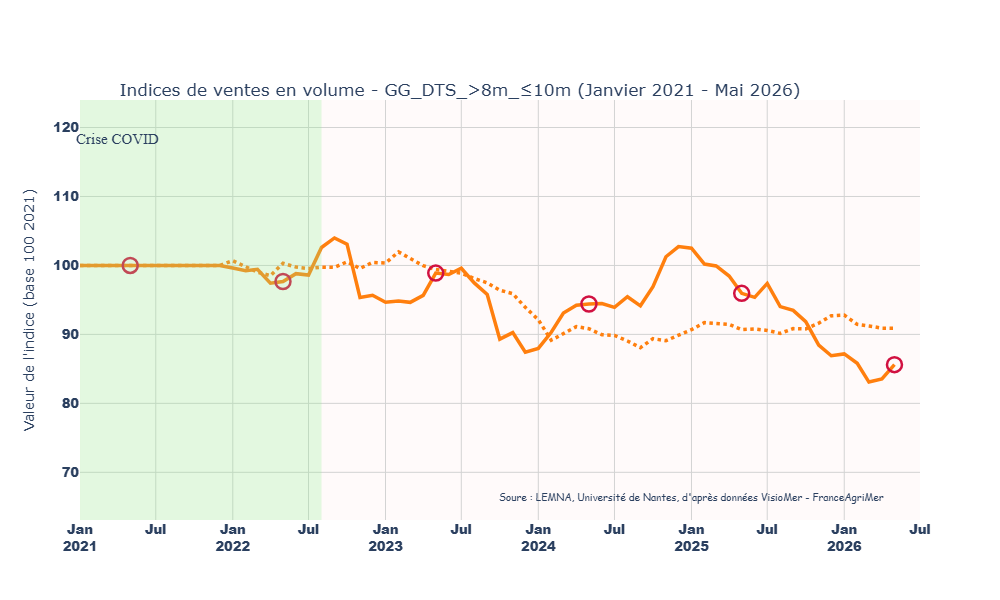 Indices de ventes en volume - GG_DTS_>8m_≤10m (Janvier 2021 - Mai 2026)
120
Crise COVID
110
100
90
80
70
Valeur de l'indice (base 100 2021)
Soure : LEMNA, Université de Nantes, d'après données VisioMer - FranceAgriMer
Jan Jul Jan Jul Jan Jul Jan Jul Jan Jul Jan Jul
2021 2022 2023 2024 2025 2026